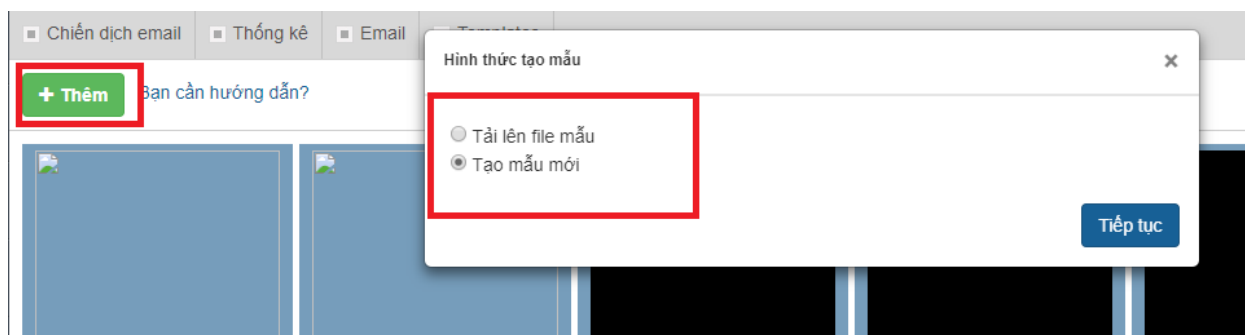 Chiến dịch email Thống kê Email Templates
Hình thức tạo mẫu ×
+ Thêm Bạn cần hướng dẫn?
Tải lên file mẫu
Tạo mẫu mới
Tiếp tục